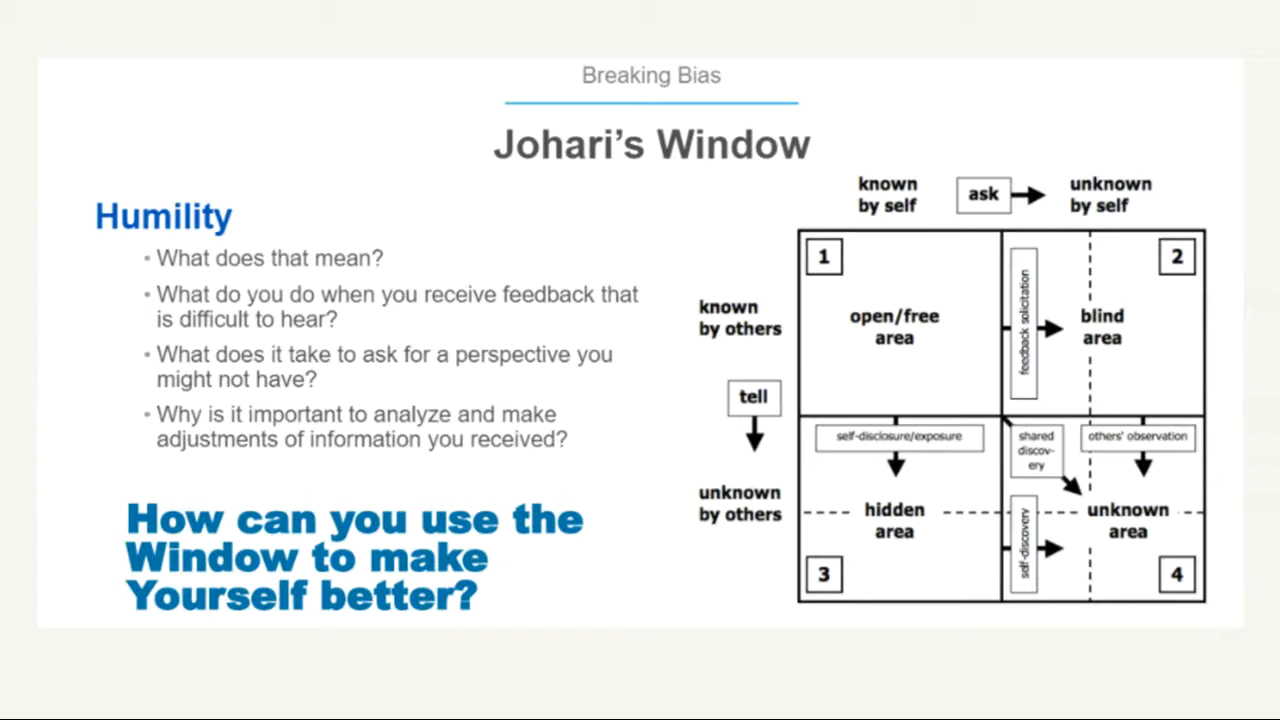 Breaking Bias
Johari’s Window
Humility
• What does that mean?
• What do you do when you receive feedback that
is difficult to hear?
• What does it take to ask for a perspective you
might not have?
• Why is it important to analyze and make
adjustments of information you received?
How can you use the
Window to make
Yourself better?
known
by self
ask
unknown
by self
known
by others
tell
unknown
by others
1
open/free
area
feedback solicitation
2
blind
area
self-disclosure/exposure
hidden
area
3
shared
discov-
ery
others' observation
self-discovery
unknown
area
4